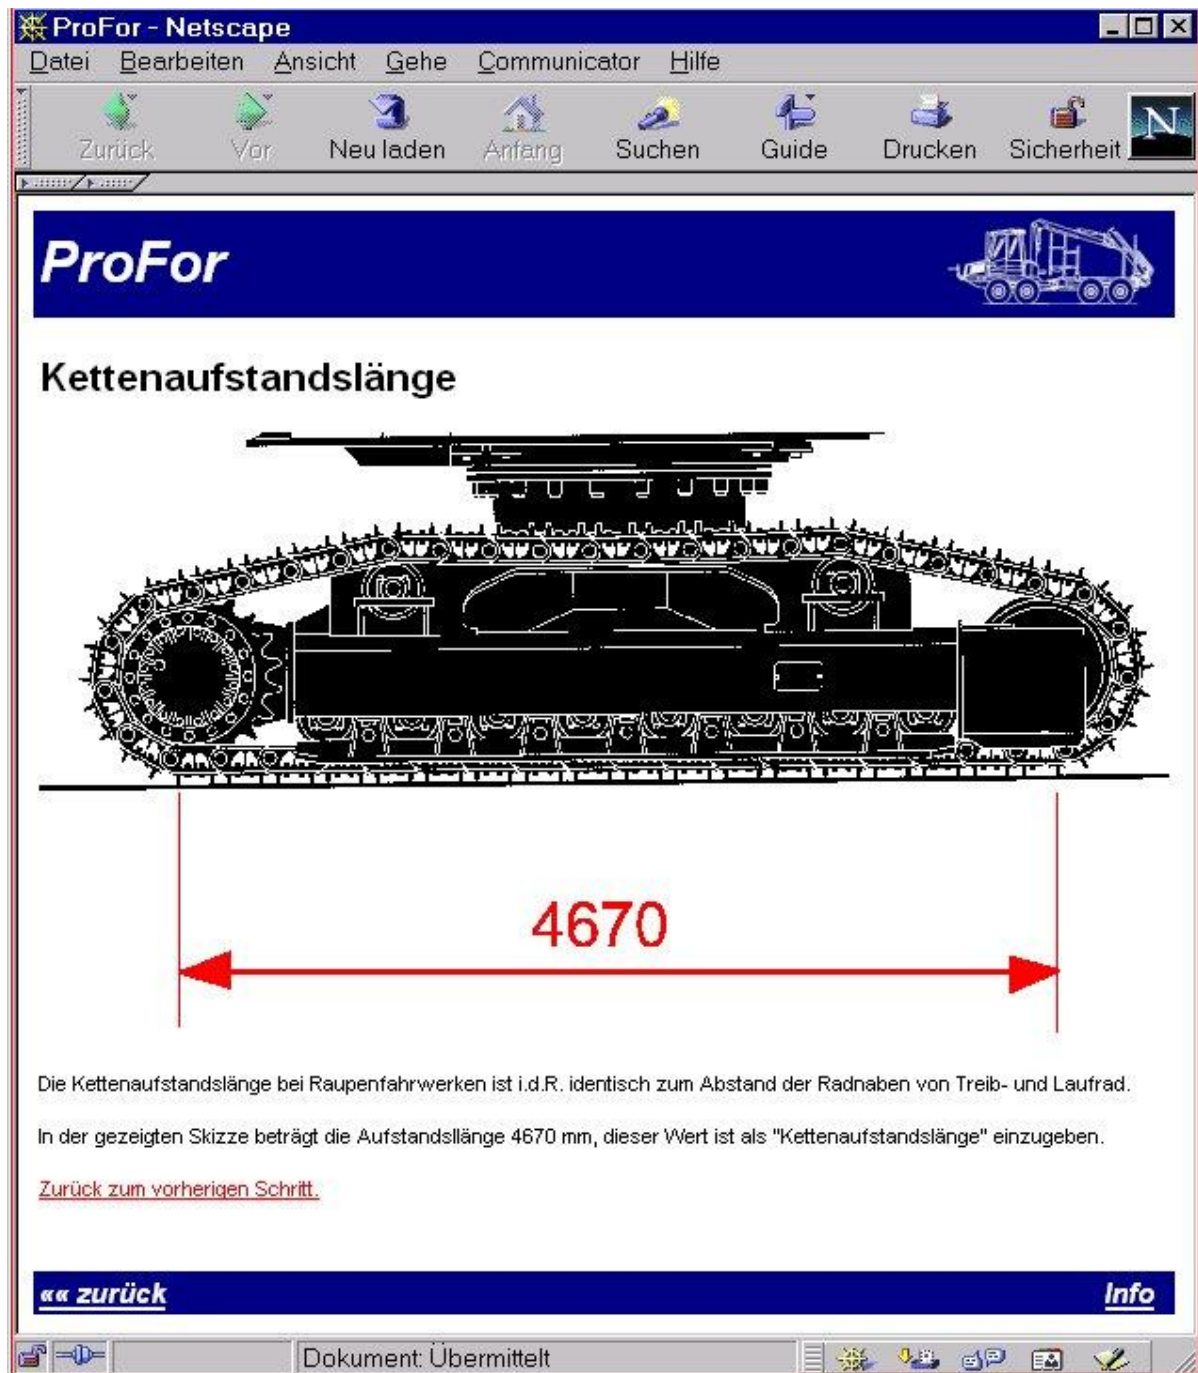 ProFor - Netscape
Datei Bearbeiten Ansicht Gehe Communicator Hilfe
Zurück Vor Neu laden Anfang Suchen Guide Drucken Sicherheit N
ProFor
Kettenaufstandslänge
4670
Die Kettenaufstandslänge bei Raupenfahrwerken ist i.d.R. identisch zum Abstand der Radnaben von Treib- und Laufrad.
In der gezeigten Skizze beträgt die Aufstandsllänge 4670 mm, dieser Wert ist als "Kettenaufstandslänge" einzugeben.
Zurück zum vorherigen Schritt.
«« zurück Info
Dokument: Übermittelt